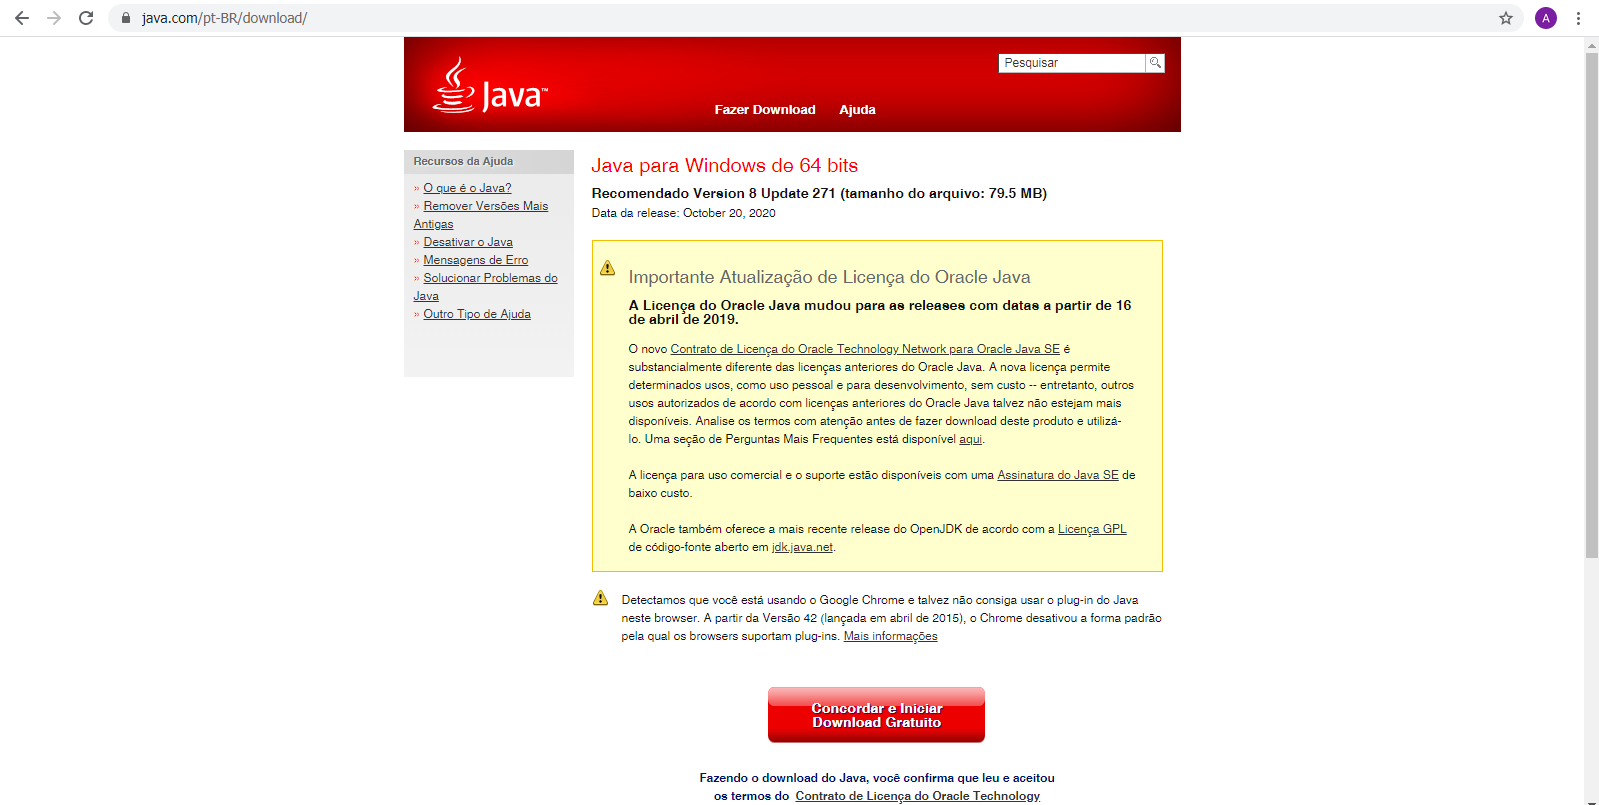 java.com/pt-BR/download/
A
Java™
Pesquisar
Fazer Download Ajuda
Recursos da Ajuda
» O que é o Java?
» Remover Versões Mais
Antigas
» Desativar o Java
» Mensagens de Erro
» Solucionar Problemas do
Java
» Outro Tipo de Ajuda
Java para Windows de 64 bits
Recomendado Version 8 Update 271 (tamanho do arquivo: 79.5 MB)
Data da release: October 20, 2020
Importante Atualização de Licença do Oracle Java
A Licença do Oracle Java mudou para as releases com datas a partir de 16
de abril de 2019.
O novo Contrato de Licença do Oracle Technology Network para Oracle Java SE é
substancialmente diferente das licenças anteriores do Oracle Java. A nova licença permite
determinados usos, como uso pessoal e para desenvolvimento, sem custo -- entretanto, outros
usos autorizados de acordo com licenças anteriores do Oracle Java talvez não estejam mais
disponíveis. Analise os termos com atenção antes de fazer download deste produto e utilizá-
lo. Uma seção de Perguntas Mais Frequentes está disponível aqui.
A licença para uso comercial e o suporte estão disponíveis com uma Assinatura do Java SE de
baixo custo.
A Oracle também oferece a mais recente release do OpenJDK de acordo com a Licença GPL
de código-fonte aberto em jdk.java.net.
Detectamos que você está usando o Google Chrome e talvez não consiga usar o plug-in do Java
neste browser. A partir da Versão 42 (lançada em abril de 2015), o Chrome desativou a forma padrão
pela qual os browsers suportam plug-ins. Mais informações
Concordar e Iniciar
Download Gratuito
Fazendo o download do Java, você confirma que leu e aceitou
os termos do Contrato de Licença do Oracle Technology